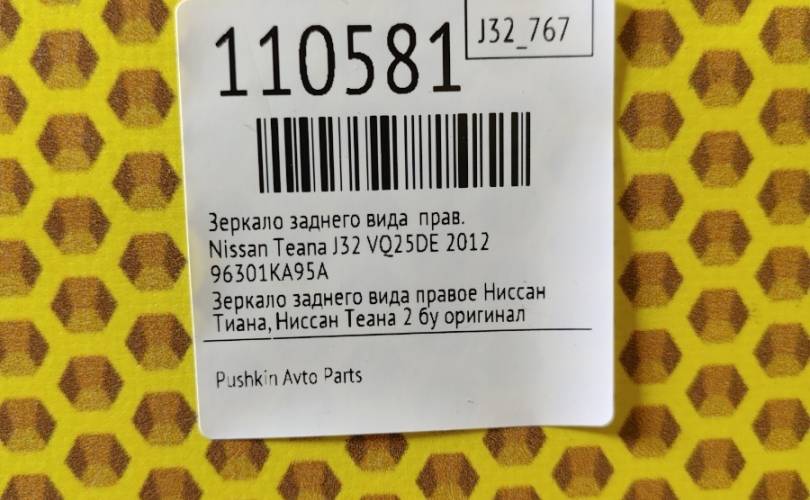 110581
J32_767
Зеркало заднего вида прав.
Nissan Teana J32 VQ25DE 2012
96301KA95A
Зеркало заднего вида правое Ниссан
Тиана, Ниссан Теана 2 бу оригинал
Pushkin Avto Parts